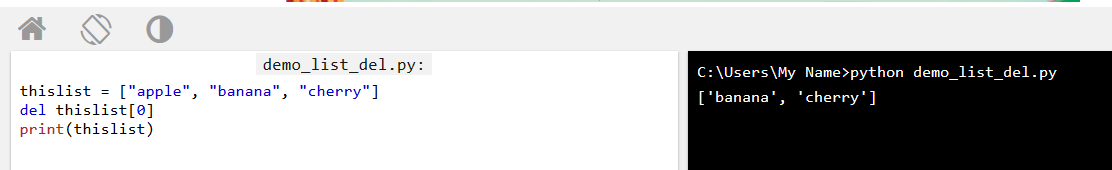 demo_list_del.py:
thislist = ["apple", "banana", "cherry"]
del thislist[0]
print(thislist)
C:\Users\My Name>python demo_list_del.py
['banana', 'cherry']